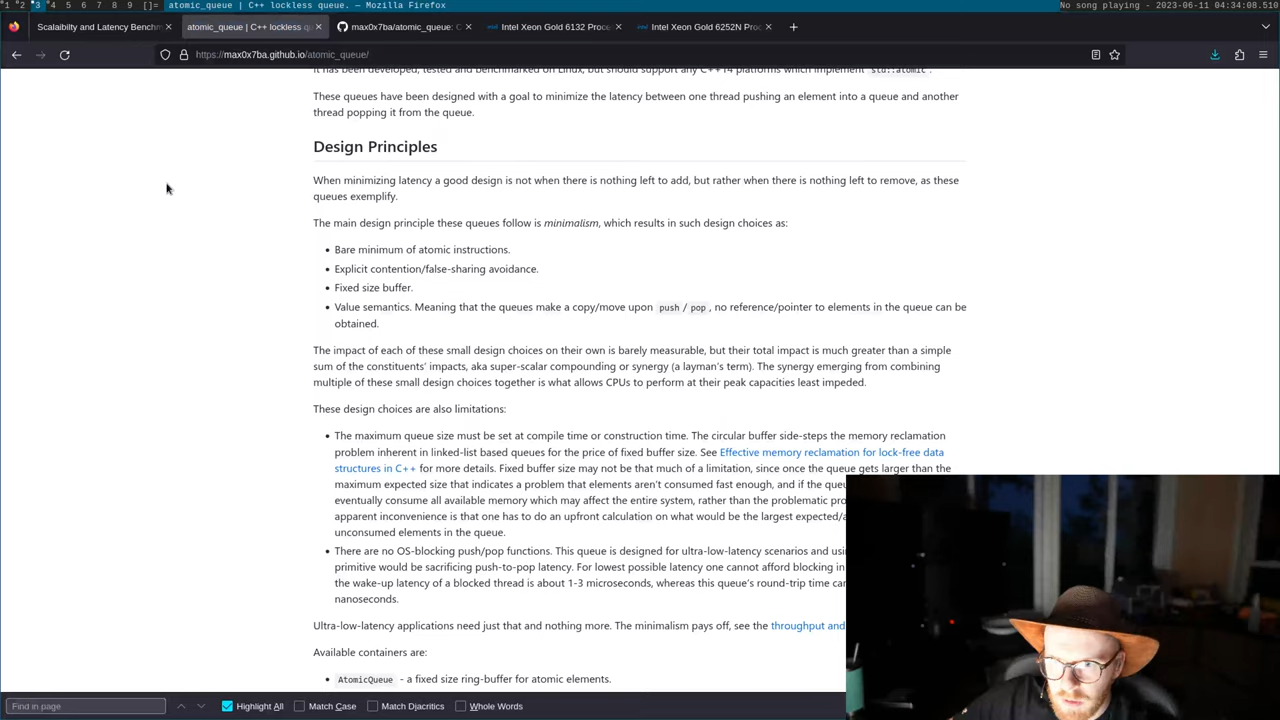 1 2 3 4 5 6 7 8 9 []= atomic_queue | C++ lockless queue. — Mozilla Firefox
No song playing - 2023-06-11 04:34:08.510
Scalaibilty and Latency Benchm
atomic_queue | C++ lockless qu
max0x7ba/atomic_queue: C
Intel Xeon Gold 6132 Proce
Intel Xeon Gold 6252N Proc
https://max0x7ba.github.io/atomic_queue/
It has been developed, tested and benchmarked on Linux, but should support any C++14 platforms which implement std::atomic.
These queues have been designed with a goal to minimize the latency between one thread pushing an element into a queue and another
thread popping it from the queue.
Design Principles
When minimizing latency a good design is not when there is nothing left to add, but rather when there is nothing left to remove, as these
queues exemplify.
The main design principle these queues follow is minimalism, which results in such design choices as:
• Bare minimum of atomic instructions.
• Explicit contention/false-sharing avoidance.
• Fixed size buffer.
• Value semantics. Meaning that the queues make a copy/move upon push / pop, no reference/pointer to elements in the queue can be
obtained.
The impact of each of these small design choices on their own is barely measurable, but their total impact is much greater than a simple
sum of the constituents' impacts, aka super-scalar compounding or synergy (a layman's term). The synergy emerging from combining
multiple of these small design choices together is what allows CPUs to perform at their peak capacities least impeded.
These design choices are also limitations:
• The maximum queue size must be set at compile time or construction time. The circular buffer side-steps the memory reclamation
problem inherent in linked-list based queues for the price of fixed buffer size. See Effective memory reclamation for lock-free data
structures in C++ for more details. Fixed buffer size may not be that much of a limitation, since once the queue gets larger than the
maximum expected size that indicates a problem that elements aren't consumed fast enough, and if the queu
eventually consume all available memory which may affect the entire system, rather than the problematic pro
apparent inconvenience is that one has to do an upfront calculation on what would be the largest expected/a
unconsumed elements in the queue.
• There are no OS-blocking push/pop functions. This queue is designed for ultra-low-latency scenarios and usi
primitive would be sacrificing push-to-pop latency. For lowest possible latency one cannot afford blocking in
the wake-up latency of a blocked thread is about 1-3 microseconds, whereas this queue's round-trip time ca
nanoseconds.
Ultra-low-latency applications need just that and nothing more. The minimalism pays off, see the throughput and
Available containers are:
• AtomicQueue - a fixed size ring-buffer for atomic elements.
Find in page
Highlight All
Match Case
Match Diacritics
Whole Words